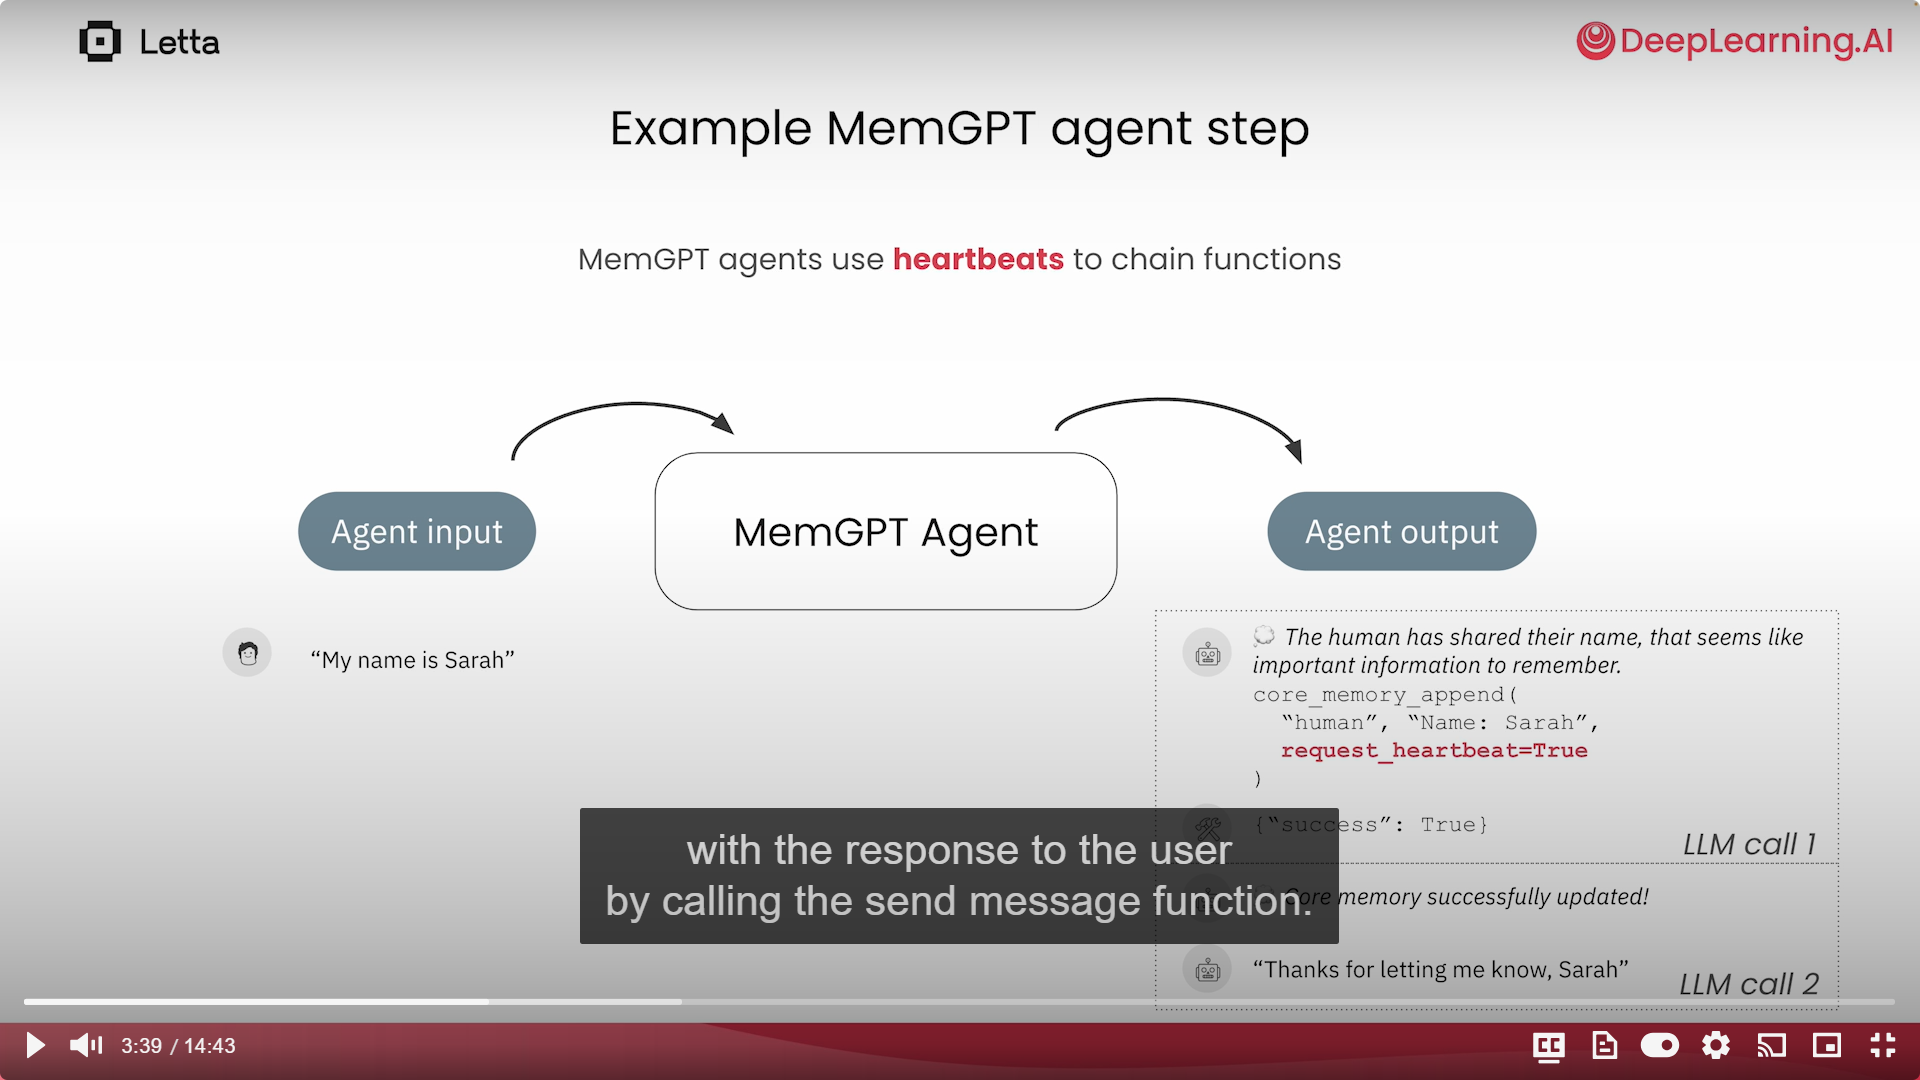 Letta
DeepLearning.AI
Example MemGPT agent step
MemGPT agents use heartbeats to chain functions
Agent input
MemGPT Agent
Agent output
“My name is Sarah”
The human has shared their name, that seems like
important information to remember.
core_memory_append(
“human”, “Name: Sarah”,
request_heartbeat=True
)
{“success”: True}
LLM call 1
Core memory successfully updated!
“Thanks for letting me know, Sarah”
LLM call 2
with the response to the user
by calling the send message function.
3:39 / 14:43
CC